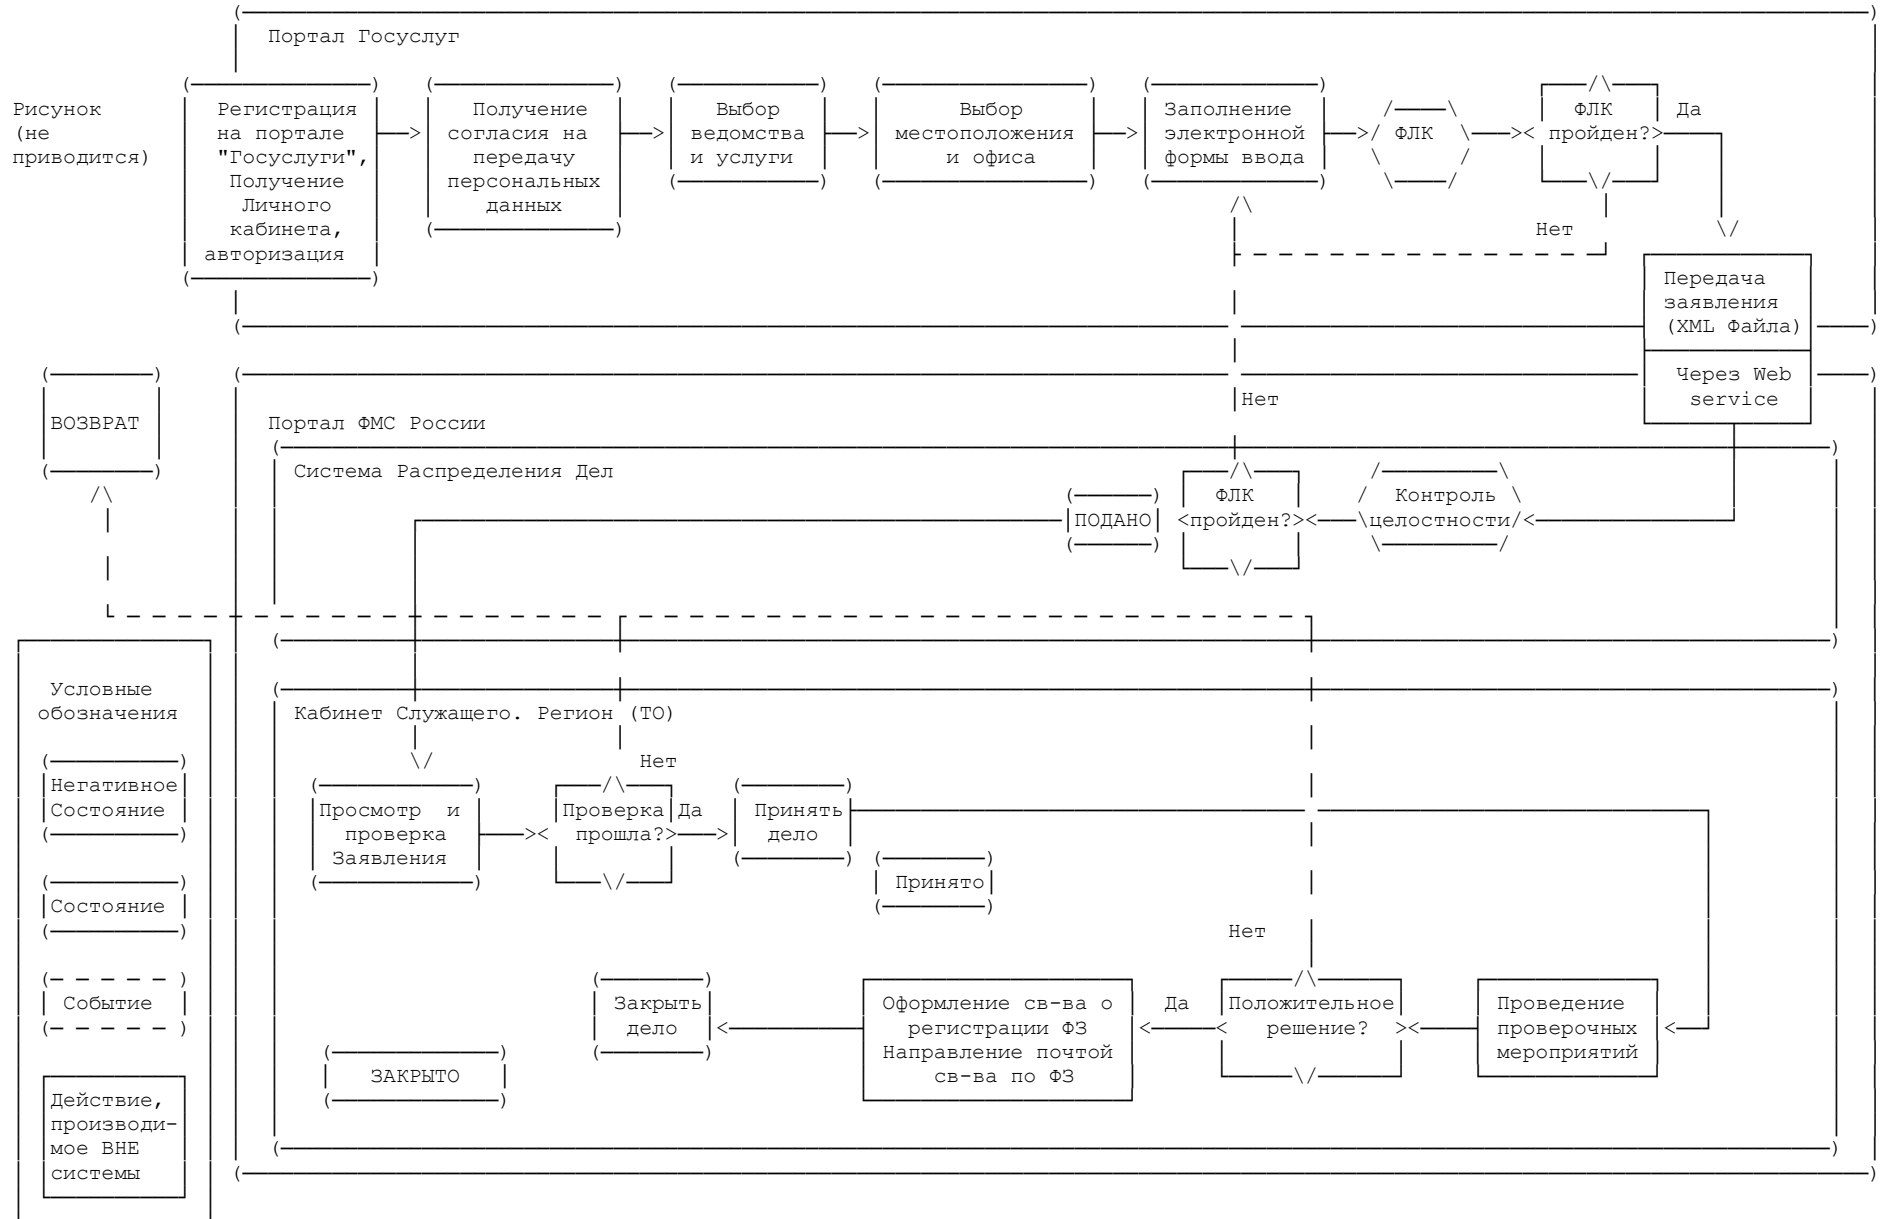 Портал Госуслуг
Рисунок
(не
приводится)
Регистрация
на портале
"Госуслуги",
Получение
Личного
кабинета,
авторизация
Получение
согласия на
передачу
персональных
данных
Выбор
ведомства
и услуги
Выбор
местоположения
и офиса
Заполнение
электронной
формы ввода
ФЛК
ФЛК
пройден?
Да
Нет
Передача
заявления
(XML Файла)
Через Web
service
ВОЗВРАТ
Нет
Портал ФМС России
Система Распределения Дел
ПОДАНО
ФЛК
пройден?
Контроль
целостности
Условные
обозначения
Негативное
Состояние
Состояние
Событие
Действие,
производи-
мое ВНЕ
системы
Кабинет Служащего. Регион (ТО)
Нет
Просмотр и
проверка
Заявления
Проверка
прошла?
Да
Принять
дело
Принято
Нет
Закрыть
дело
Оформление св-ва о
регистрации ФЗ
Направление почтой
св-ва по ФЗ
Да
Положительное
решение?
Проведение
проверочных
мероприятий
ЗАКРЫТО